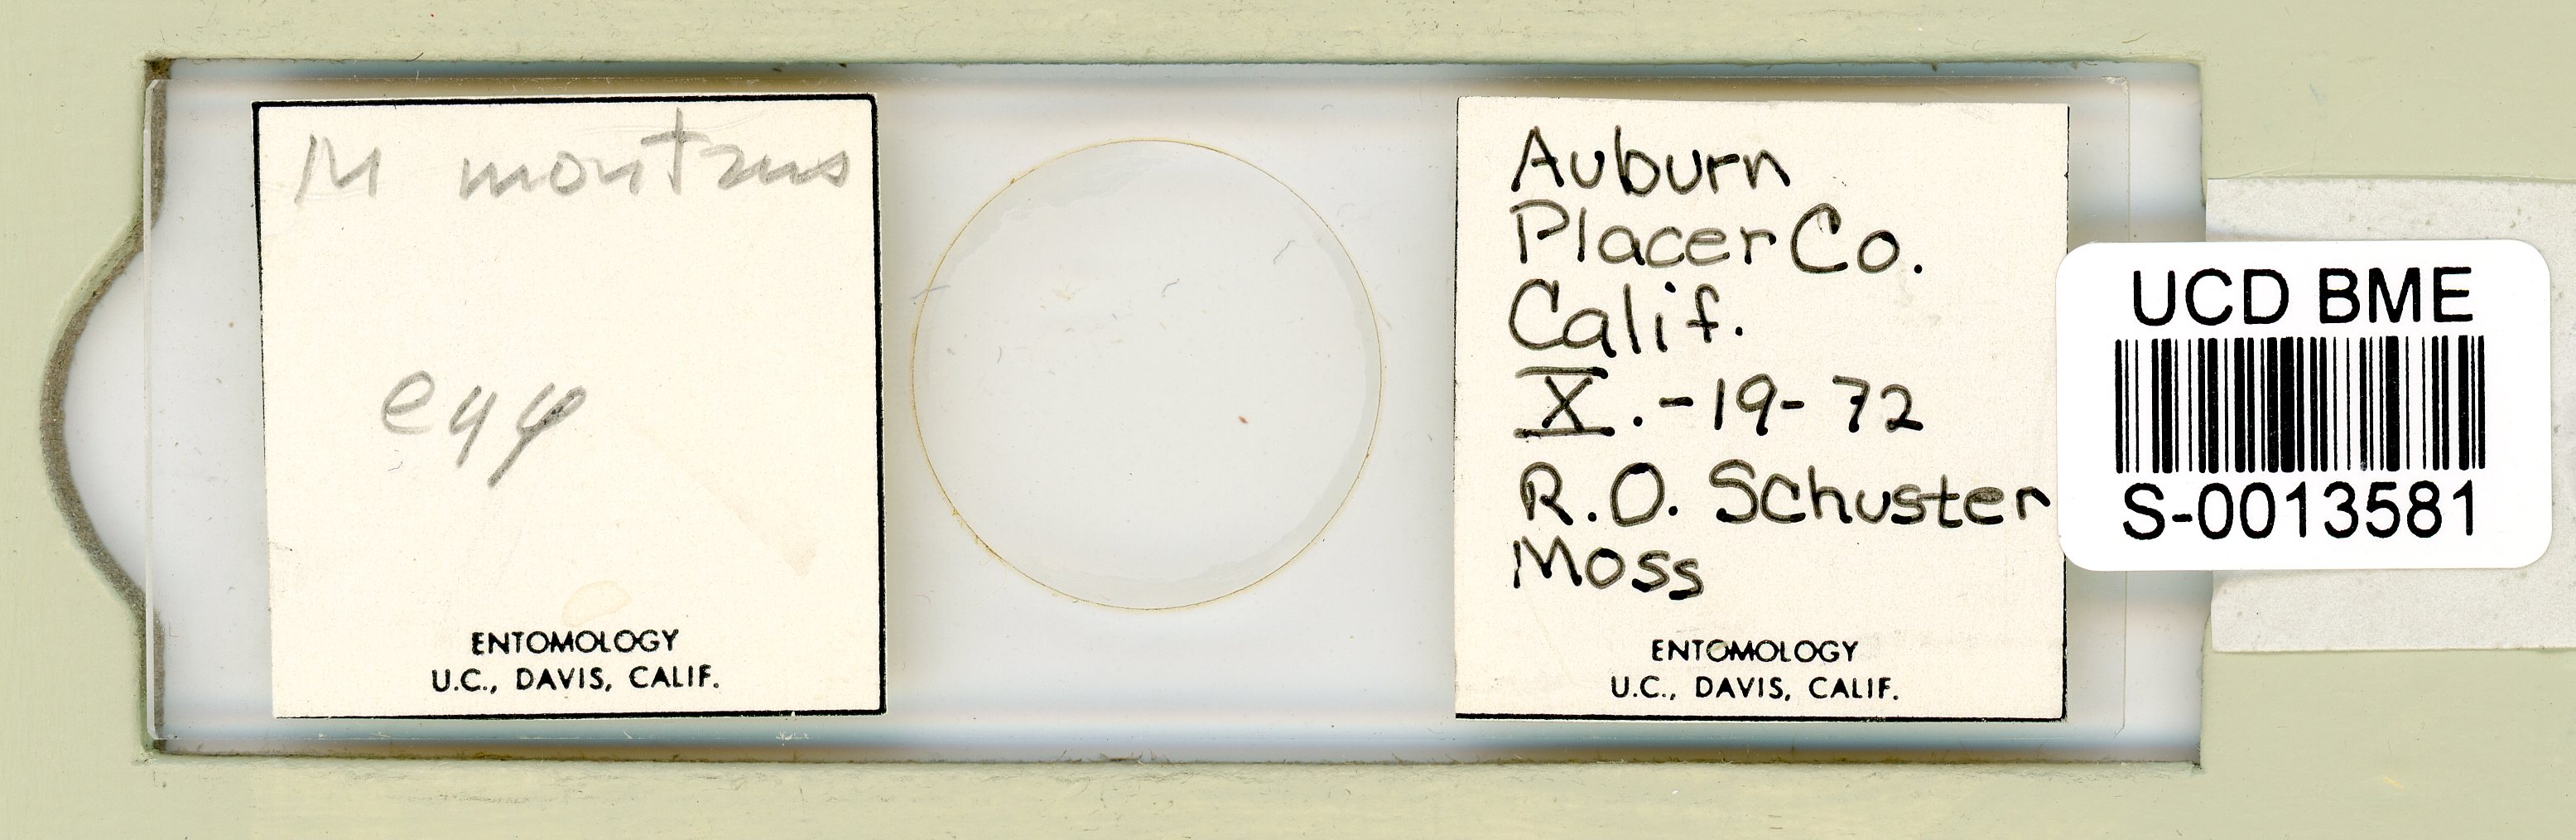 M montanus
egg
ENTOMOLOGY
U.C., DAVIS, CALIF.
Auburn
Placer Co.
Calif.
X.-19-72
R.O. Schuster
Moss
ENTOMOLOGY
U.C., DAVIS, CALIF.
UCD BME
S-0013581